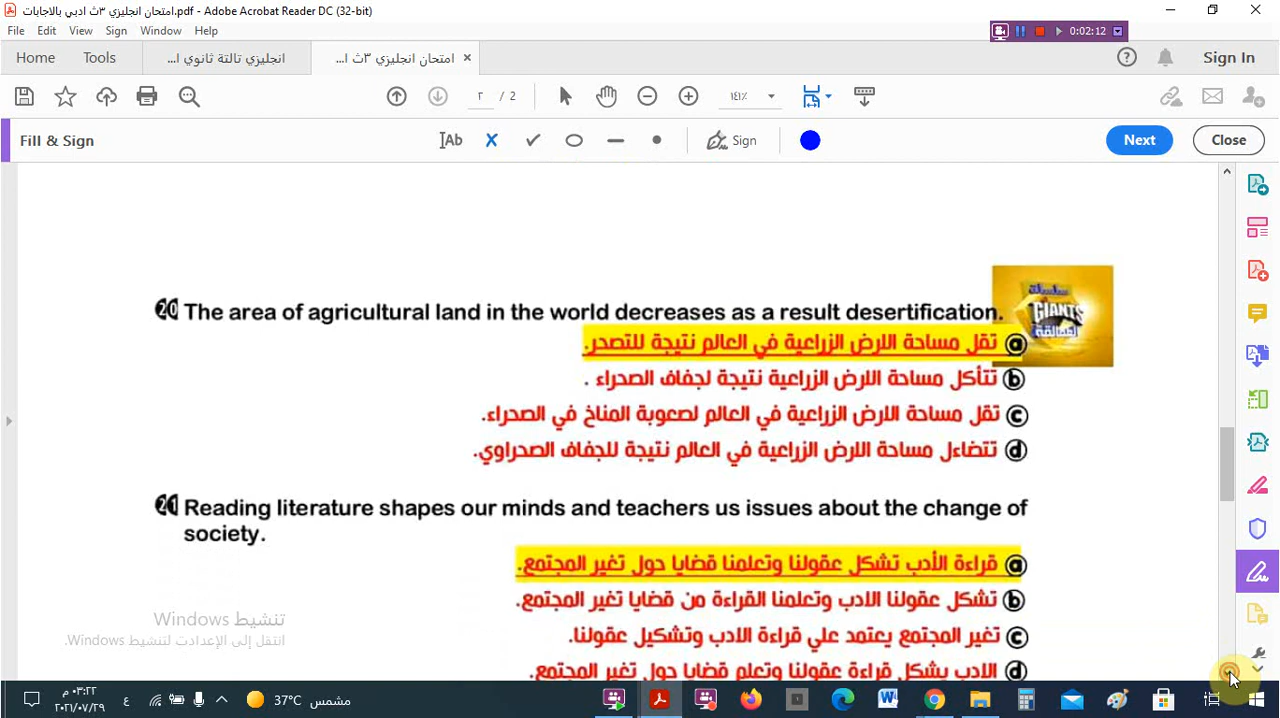 امتحان انجليزي ٣ث ادبي بالاجابات.pdf - Adobe Acrobat Reader DC (32-bit)
File Edit View Sign Window Help
0:02:12
Home Tools انجليزي تالتة ثانوي ا... امتحان انجليزي ٣ث ا... Sign In
٢ / 2 ١٤١٪
Fill & Sign Ab Sign Next Close
GIANTS
20 The area of agricultural land in the world decreases as a result desertification.
a تقل مساحة الارض الزراعية في العالم نتيجة للتصحر.
b تتأكل مساحة الارض الزراعية نتيجة لجفاف الصحراء .
c تقل مساحة الارض الزراعية في العالم لصعوبة المناخ في الصحراء.
d تتضاءل مساحة الارض الزراعية في العالم نتيجة للجفاف الصحراوي.
21 Reading literature shapes our minds and teachers us issues about the change of
society.
a قراءة الأدب تشكل عقولنا وتعلمنا قضايا حول تغير المجتمع.
b تشكل عقولنا الادب وتعلمنا القراءة من قضايا تغير المجتمع.
c تغير المجتمع يعتمد علي قراءة الادب وتشكيل عقولنا.
d الادب يشكل قراءة عقولنا وتعلم قضايا حول تغير المجتمع.
تنشيط Windows
انتقل إلى الإعدادت لتنشيط Windows.
٠٣:٢٢ م
٢٠٢١/٠٧/٢٩
ع
37°C مشمس